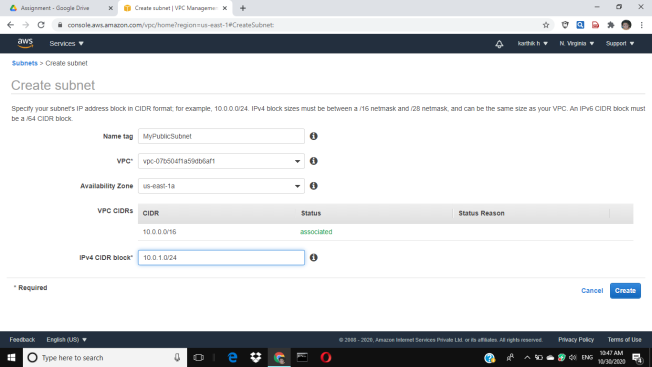 Assignment - Google Drive
Create subnet | VPC Managemen
console.aws.amazon.com/vpc/home?region=us-east-1#CreateSubnet:
aws Services karthik h N. Virginia Support
Subnets > Create subnet
Create subnet
Specify your subnet's IP address block in CIDR format; for example, 10.0.0.0/24. IPv4 block sizes must be between a /16 netmask and /28 netmask, and can be the same size as your VPC. An IPv6 CIDR block must
be a /64 CIDR block.
Name tag MyPublicSubnet
VPC* vpc-07b504f1a59db6af1
Availability Zone us-east-1a
VPC CIDRs CIDR Status Status Reason
10.0.0.0/16 associated
IPv4 CIDR block* 10.0.1.0/24
* Required
Cancel Create
Feedback English (US) © 2008 - 2020, Amazon Internet Services Private Ltd. or its affiliates. All rights reserved. Privacy Policy Terms of Use
Type here to search
ENG
10:47 AM
10/30/2020
4